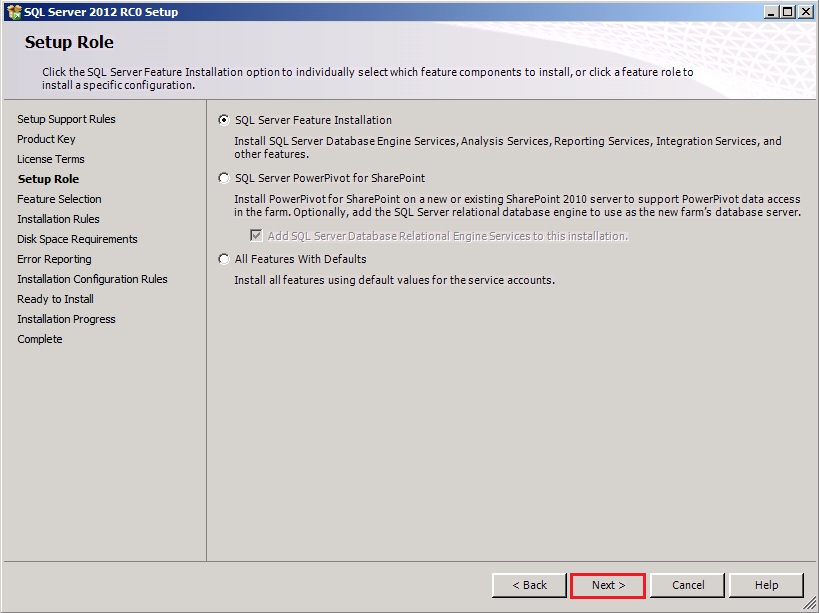 SQL Server 2012 RC0 Setup
Setup Role
Click the SQL Server Feature Installation option to individually select which feature components to install, or click a feature role to
install a specific configuration.
Setup Support Rules
Product Key
License Terms
Setup Role
Feature Selection
Installation Rules
Disk Space Requirements
Error Reporting
Installation Configuration Rules
Ready to Install
Installation Progress
Complete
SQL Server Feature Installation
Install SQL Server Database Engine Services, Analysis Services, Reporting Services, Integration Services, and
other features.
SQL Server PowerPivot for SharePoint
Install PowerPivot for SharePoint on a new or existing SharePoint 2010 server to support PowerPivot data access
in the farm. Optionally, add the SQL Server relational database engine to use as the new farm's database server.
Add SQL Server Database Relational Engine Services to this installation.
All Features With Defaults
Install all features using default values for the service accounts.
< Back
Next >
Cancel
Help